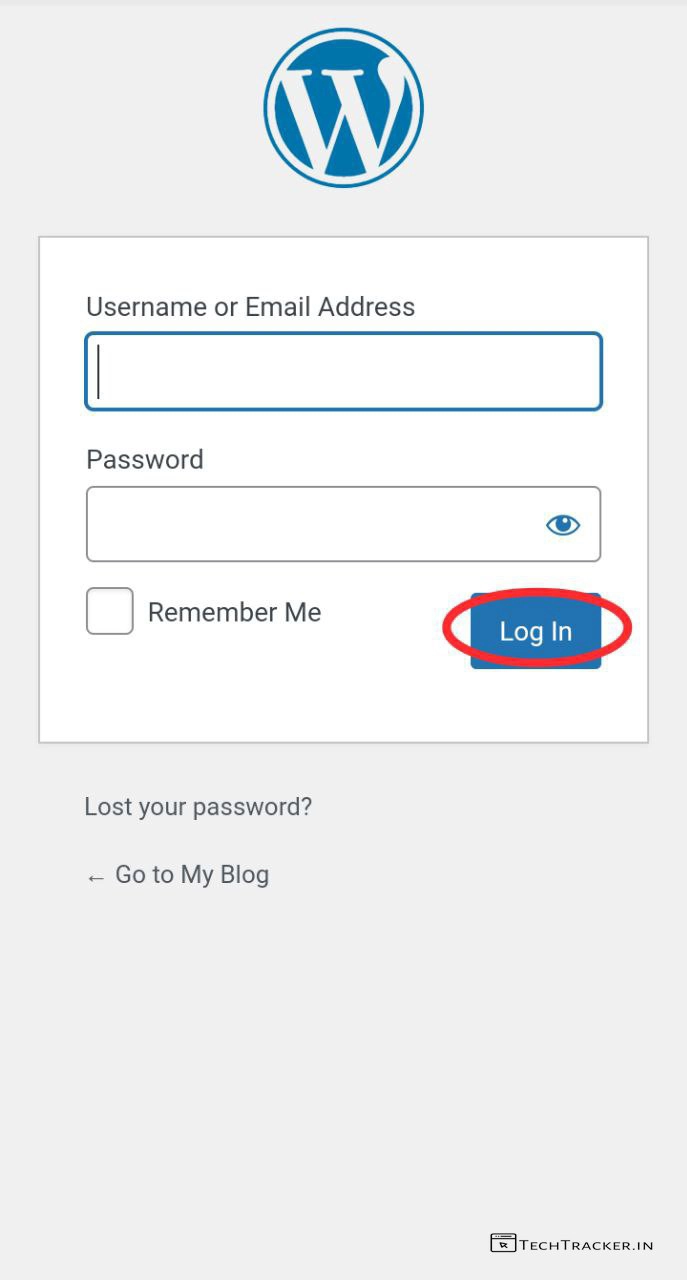 Username or Email Address
Password
Remember Me
Log In
Lost your password?
← Go to My Blog
TECHTRACKER.IN